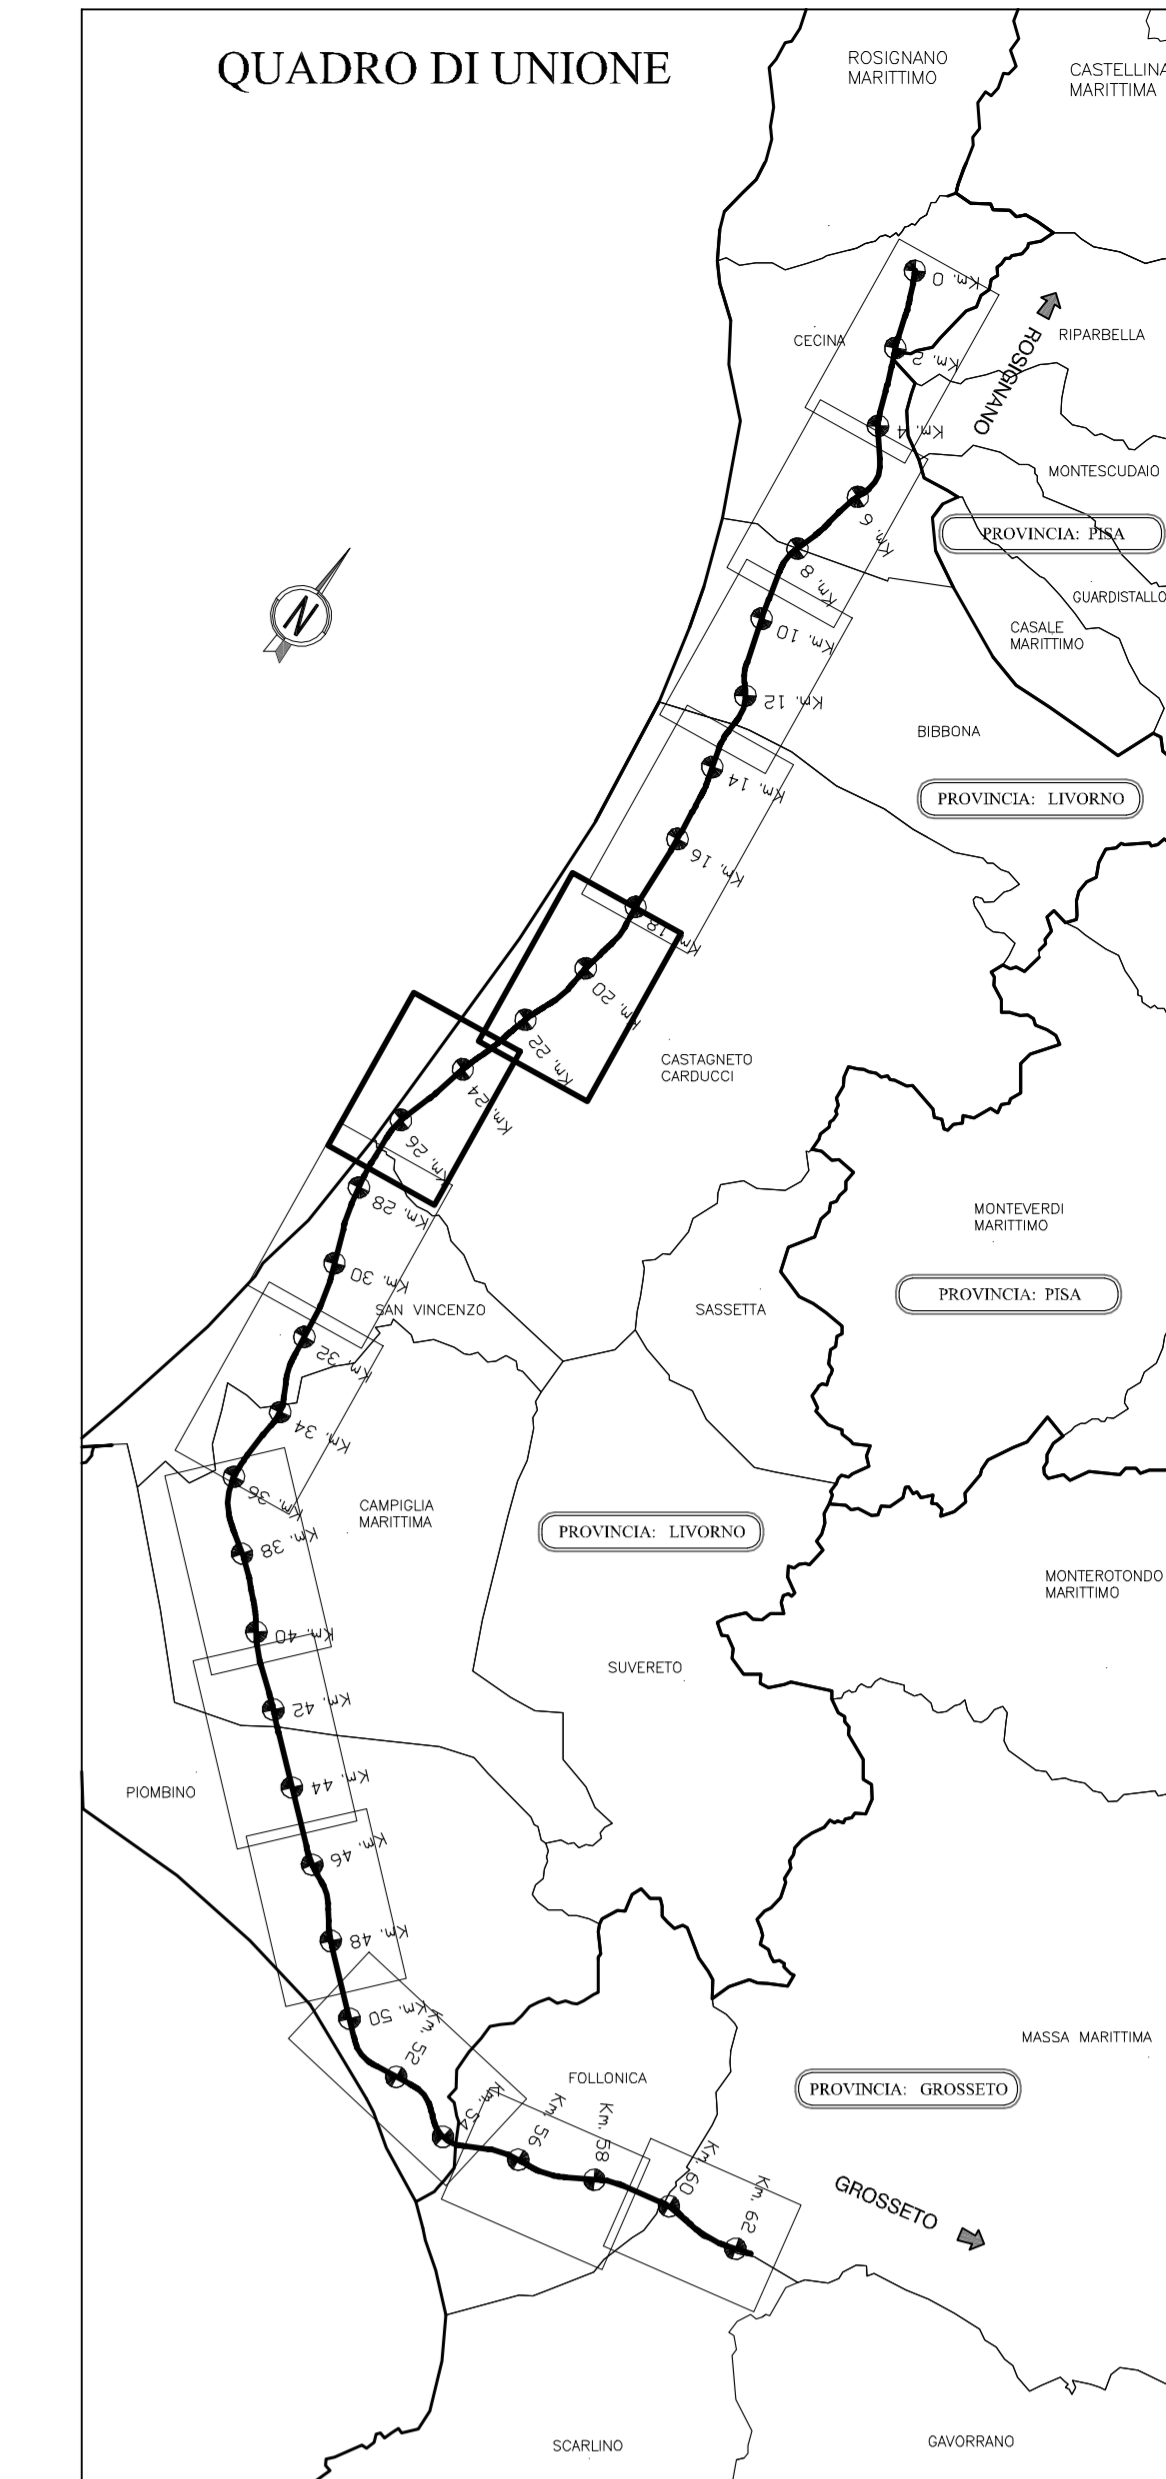 QUADRO DI UNIONE
ROSIGNANO
MARITTIMO
CASTELLINA
MARITTIMA
Km. 0
CECINA
RIPARBELLA
ROSIGNANO
Km. 2
Km. 4
MONTESCUDAIO
Km. 6
PROVINCIA: PISA
Km. 8
GUARDISTALLO
N
Km. 10
CASALE
MARITTIMO
Km. 12
BIBBONA
Km. 14
PROVINCIA: LIVORNO
Km. 16
Km. 18
Km. 20
Km. 22
CASTAGNETO
CARDUCCI
Km. 24
Km. 26
Km. 28
MONTEVERDI
MARITTIMO
Km. 30
PROVINCIA: PISA
SAN VINCENZO
SASSETTA
Km. 32
Km. 34
Km. 36
CAMPIGLIA
MARITTIMA
PROVINCIA: LIVORNO
Km. 38
MONTEROTONDO
MARITTIMO
Km. 40
SUVERETO
Km. 42
Km. 44
PIOMBINO
Km. 46
Km. 48
Km. 50
Km. 52
MASSA MARITTIMA
FOLLONICA
PROVINCIA: GROSSETO
Km. 54
Km. 56
Km. 58
Km. 60
Km. 62
GROSSETO
SCARLINO
GAVORRANO